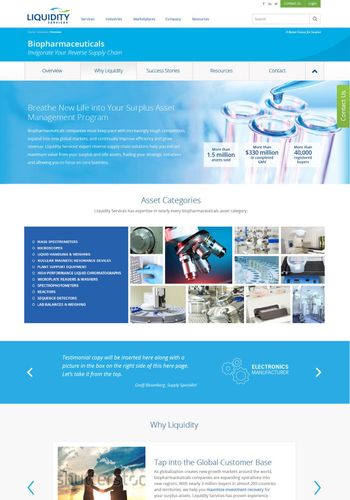 Contact Us
Login
LIQUIDITY
SERVICES
Services
Industries
Marketplaces
Company
Insights
Search
Biopharmaceuticals
Invigorate Your Reverse Supply Chain
A Better Future for Surplus
Overview
Why Liquidity
Success Stories
Resources
Contact
Contact Us
Breathe New Life into Your Surplus Asset
Management Program
Biopharmaceuticals companies must keep pace with increasingly tough competition,
expand into new global markets, and continually improve efficiency and grow
revenue. Liquidity Services' expert reverse supply chain solutions help you extract
maximum value from your surplus and idle assets, fueling your strategic initiatives
and allowing you to focus on core business.
More than
1.5 million
assets sold
More than
$330 million
in completed
GMV
More than
40,000
registered
buyers
Asset Categories
Liquidity Services has expertise in nearly every biopharmaceuticals asset category:
MASS SPECTROMETERS
MICROSCOPES
LIQUID HANDLING & WASHING
NUCLEAR MAGNETIC RESONANCE DEVICES
PLANT SUPPORT EQUIPMENT
HIGH PERFORMANCE LIQUID CHROMATOGRAPHS
MICROPLATE READERS & WASHERS
SPECTROPHOTOMETERS
REACTORS
SEQUENCE DETECTORS
LAB BALANCES & WEIGHING
Testimonial copy will be inserted here along with a
picture in the box on the right side of this here page.
Let's take it from the top.
Geoff Bloomberg, Supply Specialist
ELECTRONICS
MANUFACTURER
Why Liquidity
Tap into the Global Customer Base
As globalization creates new growth markets around the world,
biopharmaceuticals companies are expanding operations into
new regions. With nearly 3 million buyers in almost 200 countries
and territories, we help you maximize investment recovery for
your surplus assets. Liquidity Services has proven experience
shutterstock